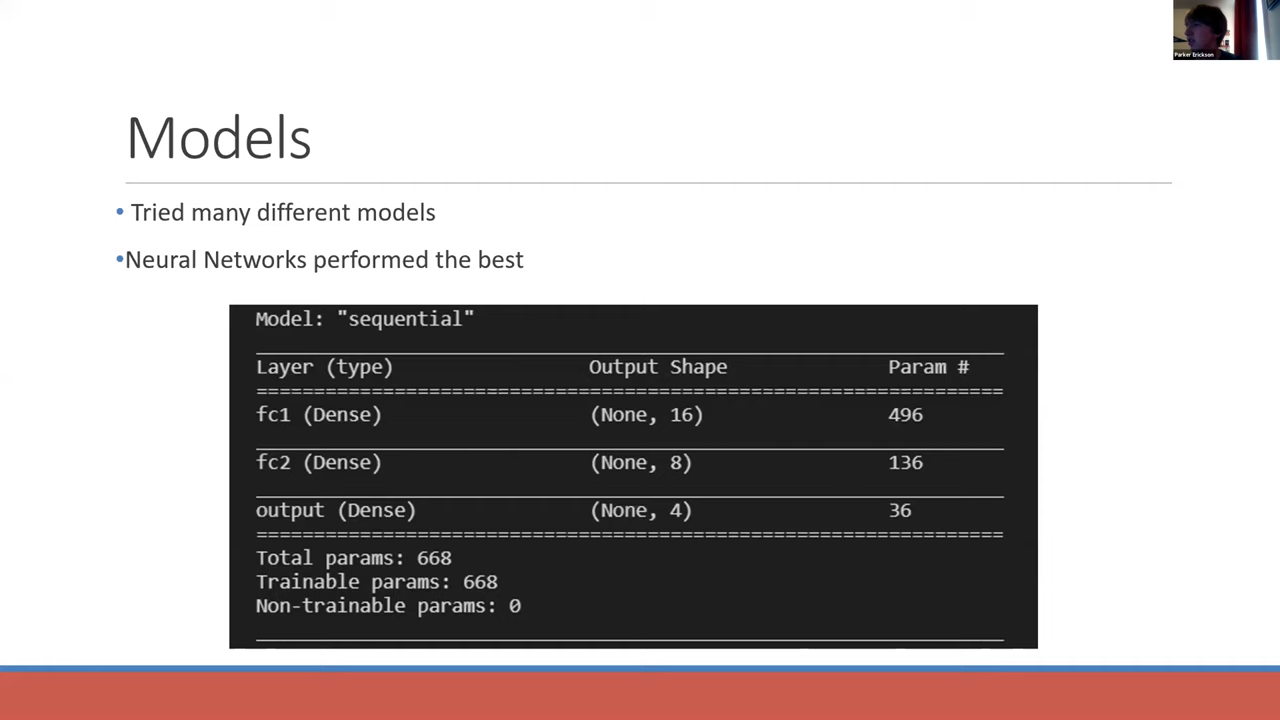 Parker Erickson
Models
• Tried many different models
•Neural Networks performed the best
Model: "sequential"
Layer (type) Output Shape Param #
fc1 (Dense) (None, 16) 496
fc2 (Dense) (None, 8) 136
output (Dense) (None, 4) 36
Total params: 668
Trainable params: 668
Non-trainable params: 0